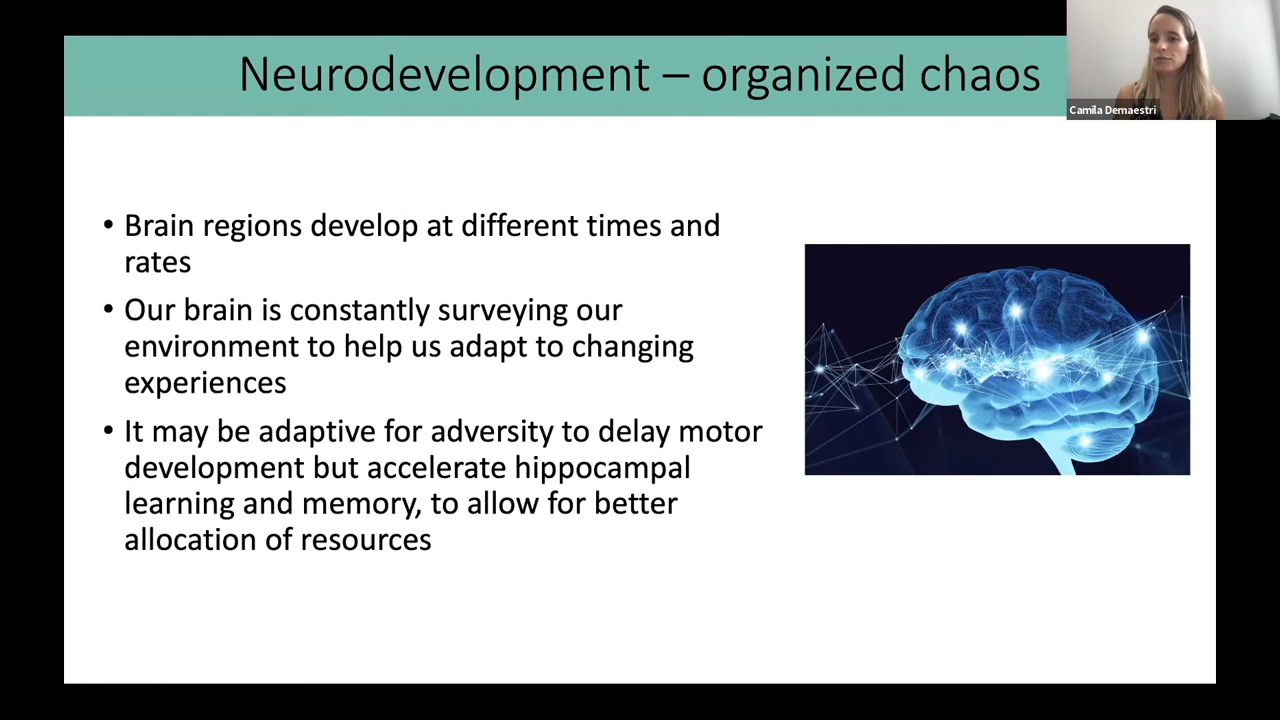 Neurodevelopment – organized chaos
Camila Demaestri
• Brain regions develop at different times and
rates
• Our brain is constantly surveying our
environment to help us adapt to changing
experiences
• It may be adaptive for adversity to delay motor
development but accelerate hippocampal
learning and memory, to allow for better
allocation of resources